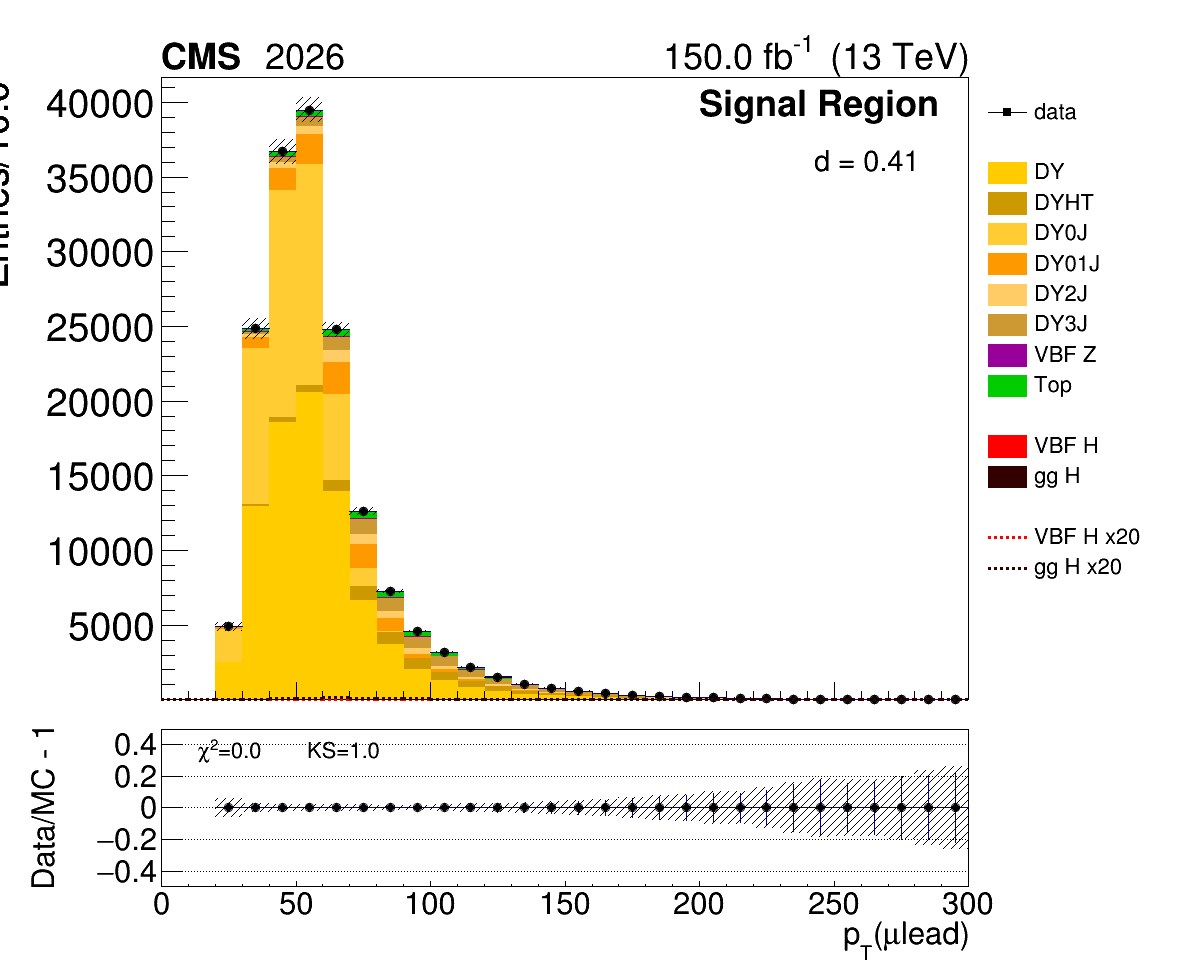 CMS 2026 150.0 fb⁻¹ (13 TeV)
Signal Region
d = 0.41
40000
35000
30000
25000
20000
15000
10000
5000
data
DY
DYHT
DY0J
DY01J
DY2J
DY3J
VBF Z
Top
VBF H
gg H
VBF H x20
gg H x20
χ²=0.0 KS=1.0
Data/MC - 1
0.4
0.2
0
−0.2
−0.4
0 50 100 150 200 250 300
p_T(μlead)